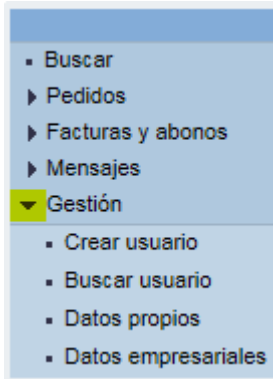 Buscar
Pedidos
Facturas y abonos
Mensajes
Gestión
Crear usuario
Buscar usuario
Datos propios
Datos empresariales